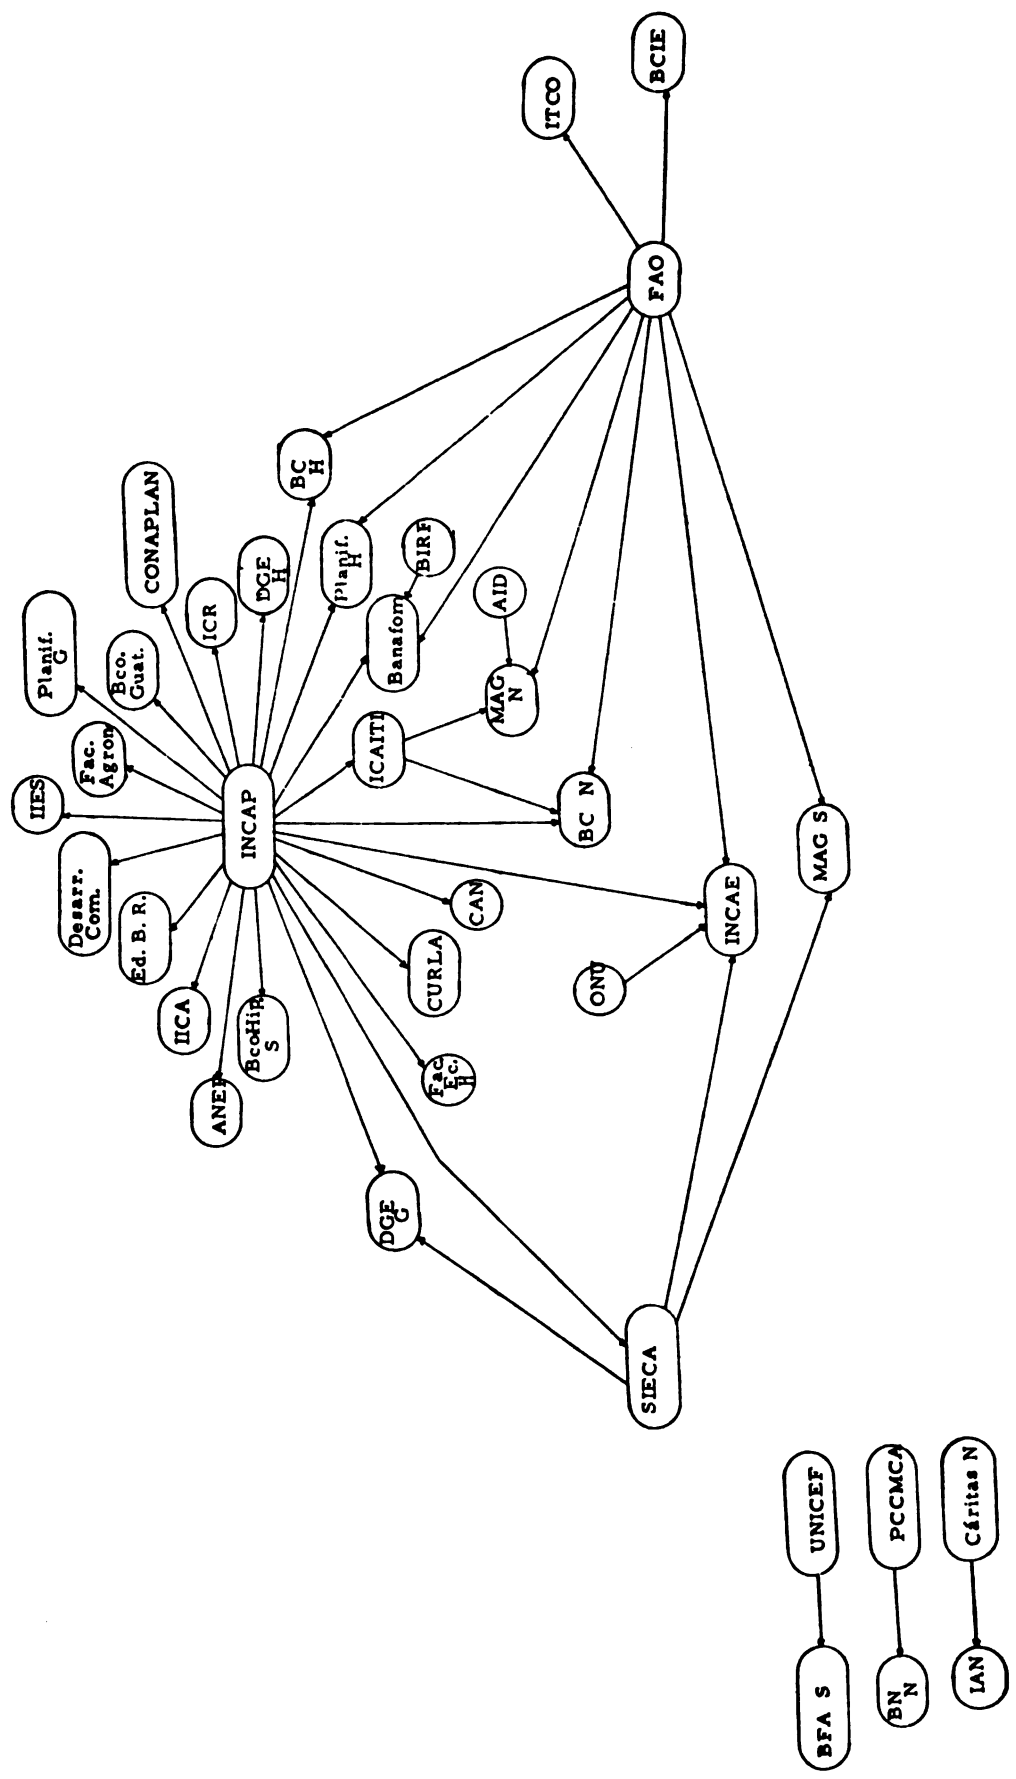 UNICEF
BFA S
PCCMCA
BN
N
Cáritas N
IAN
SIECA
DGE
G
ANEP
IICA
BcoHip
S
Ed. B. R.
Desarr.
Com.
IIES
Fac.
Agron
Planif.
G
Bco.
Guat.
CONAPLAN
ICR
DGE
H
BC
H
Planif.
H
Banafom
BIRF
AID
MAG
N
ICAITI
INCAP
BC N
CAN
CURLA
Fac.
Ec.
H
ONU
INCAE
MAG S
FAO
ITCO
BCIE